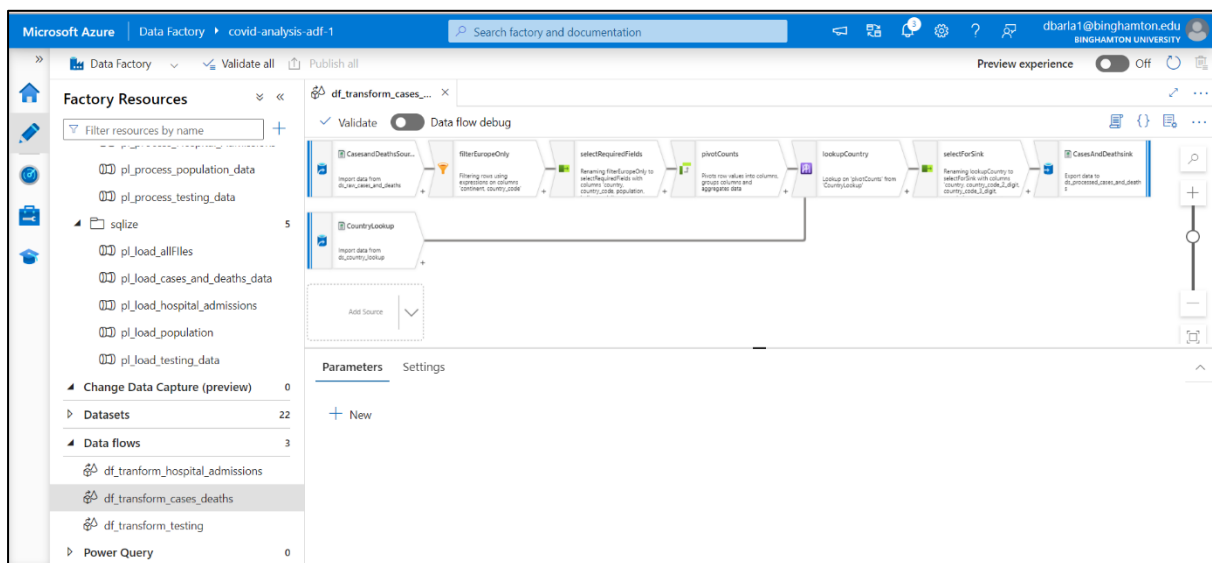 Microsoft Azure
Data Factory
covid-analysis-adf-1
Search factory and documentation
3
dbarla1@binghamton.edu
BINGHAMTON UNIVERSITY
Data Factory
Validate all
Publish all
Preview experience
Off
Factory Resources
Filter resources by name
pl_process_population_data
pl_process_testing_data
sqlize
5
pl_load_allFIles
pl_load_cases_and_deaths_data
pl_load_hospital_admissions
pl_load_population
pl_load_testing_data
Change Data Capture (preview)
0
Datasets
22
Data flows
3
df_tranform_hospital_admissions
df_transform_cases_deaths
df_transform_testing
Power Query
0
df_transform_cases_...
Validate
Data flow debug
CasesandDeathsSour...
Import data from
ds_raw_cases_and_deaths
filterEuropeOnly
Filtering rows using
expressions on columns
'continent, country_code'
selectRequiredFields
Renaming filterEuropeOnly to
selectRequiredFields with
columns 'country,
country_code, population,
pivotCounts
Pivote row values into columns,
groups columns and
aggregated data
lookupCountry
Lookup on 'pivotCounts' from
'CountryLookup'
selectForSink
Renaming lookupCountry to
selectForSink with columns
'country, country_code_2_digit,
country_code_3_digit,
CasesAndDeathsink
Export data to
ds_processed_cases_and_death
s
CountryLookup
Import data from
ds_country_lookup
Add Source
Parameters
Settings
New